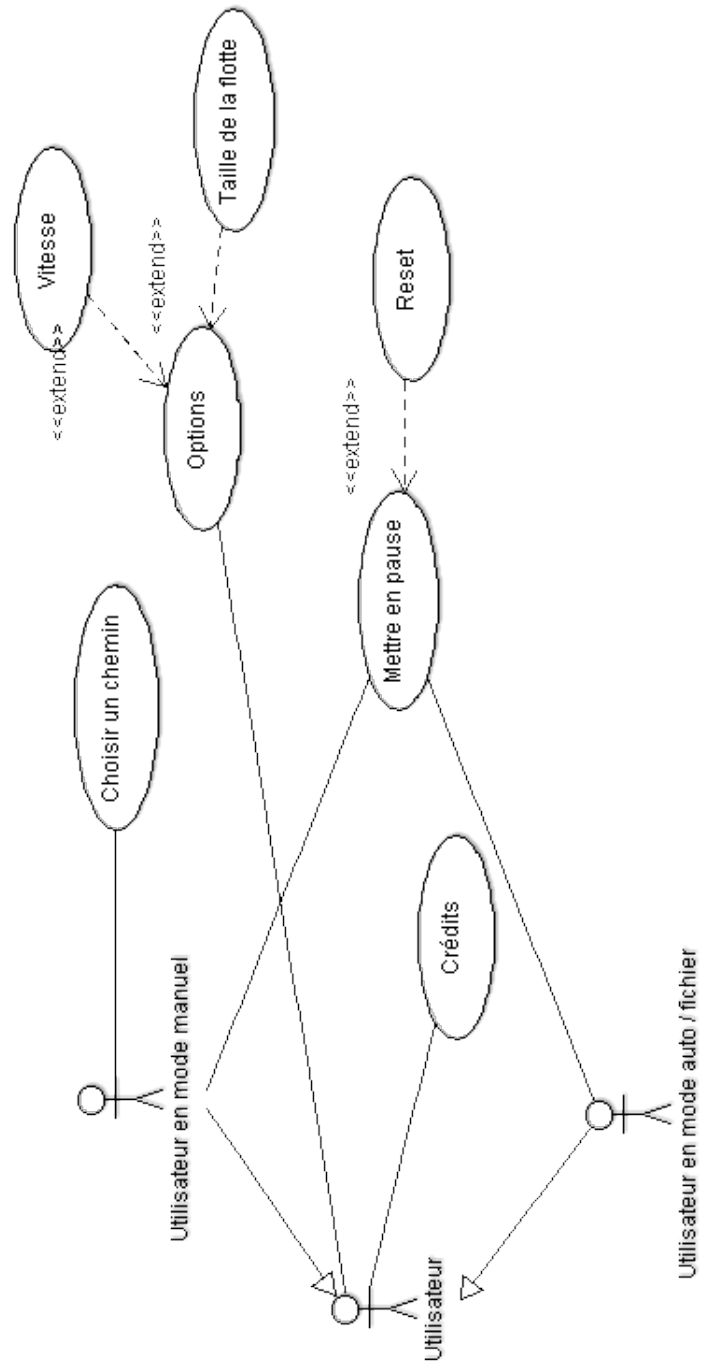 Utilisateur en mode manuel
Choisir un chemin
<<extend>>
Vitesse
<<extend>>
Options
Taille de la flotte
Utilisateur
Crédits
Mettre en pause
<<extend>>
Reset
Utilisateur en mode auto / fichier